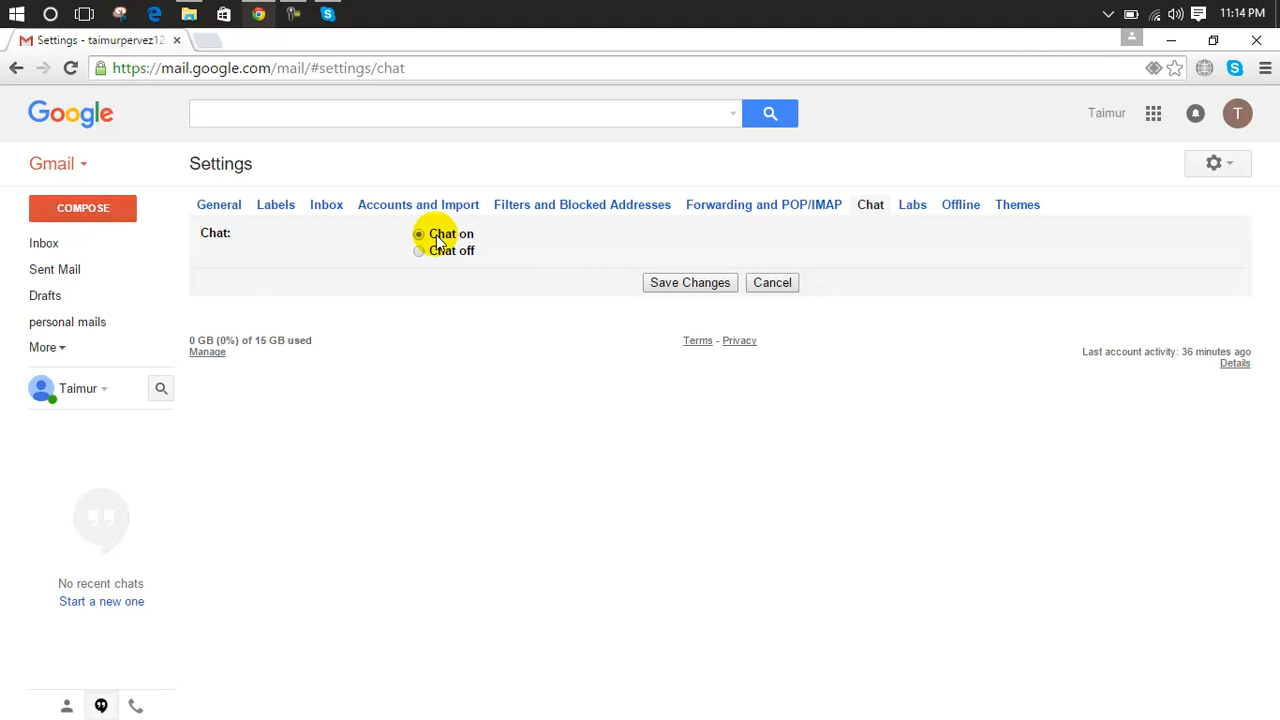 11:14 PM
Settings - taimurpervez12
https://mail.google.com/mail/#settings/chat
Google
Taimur
T
Gmail
Settings
COMPOSE
General Labels Inbox Accounts and Import Filters and Blocked Addresses Forwarding and POP/IMAP Chat Labs Offline Themes
Chat:
Chat on
Chat off
Save Changes Cancel
Inbox
Sent Mail
Drafts
personal mails
More
Taimur
0 GB (0%) of 15 GB used
Manage
Terms - Privacy
Last account activity: 36 minutes ago
Details
No recent chats
Start a new one